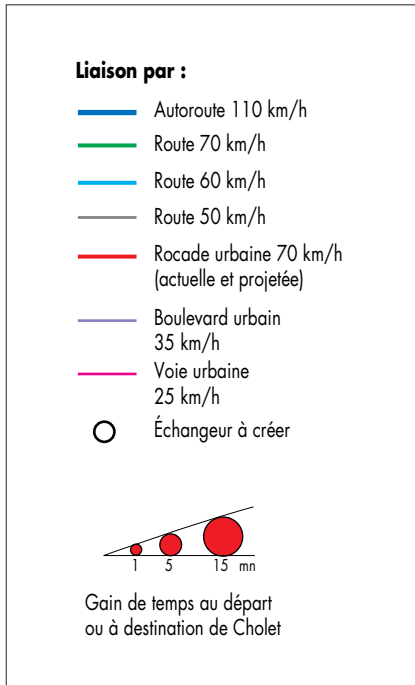 Liaison par :
Autoroute 110 km/h
Route 70 km/h
Route 60 km/h
Route 50 km/h
Rocade urbaine 70 km/h
(actuelle et projetée)
Boulevard urbain
35 km/h
Voie urbaine
25 km/h
Échangeur à créer
1 5 15 mn
Gain de temps au départ
ou à destination de Cholet